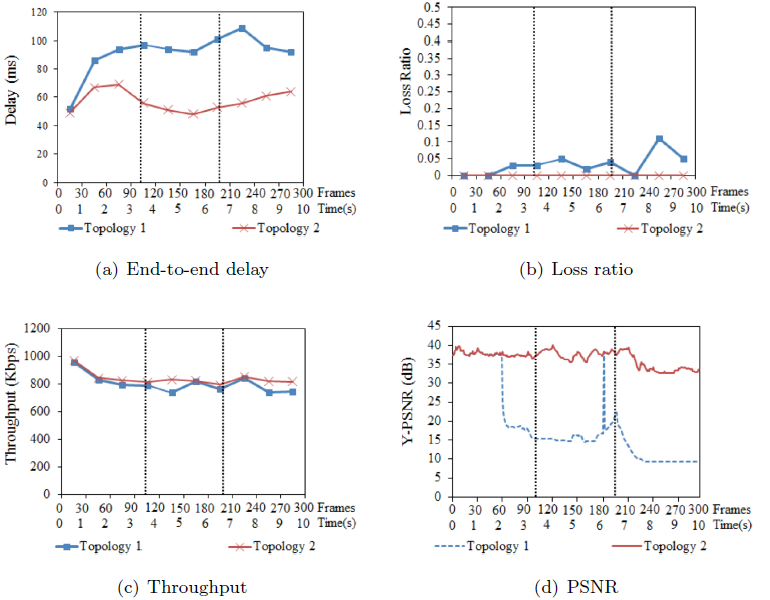 120
100
80
60
40
20
0
Delay (ms)
0 30 60 90 120 150 180 210 240 270 300 Frames
0 1 2 3 4 5 6 7 8 9 10 Time(s)
Topology 1 Topology 2
(a) End-to-end delay
0.5
0.45
0.4
0.35
0.3
0.25
0.2
0.15
0.1
0.05
0
Loss Ratio
0 30 60 90 120 150 180 210 240 270 300 Frames
0 1 2 3 4 5 6 7 8 9 10 Time(s)
Topology 1 Topology 2
(b) Loss ratio
1200
1000
800
600
400
200
0
Throughput (Kbps)
0 30 60 90 120 150 180 210 240 270 300 Frames
0 1 2 3 4 5 6 7 8 9 10 Time(s)
Topology 1 Topology 2
(c) Throughput
45
40
35
30
25
20
15
10
5
0
Y-PSNR (dB)
0 30 60 90 120 150 180 210 240 270 300 Frames
0 1 2 3 4 5 6 7 8 9 10 Time(s)
Topology 1 Topology 2
(d) PSNR